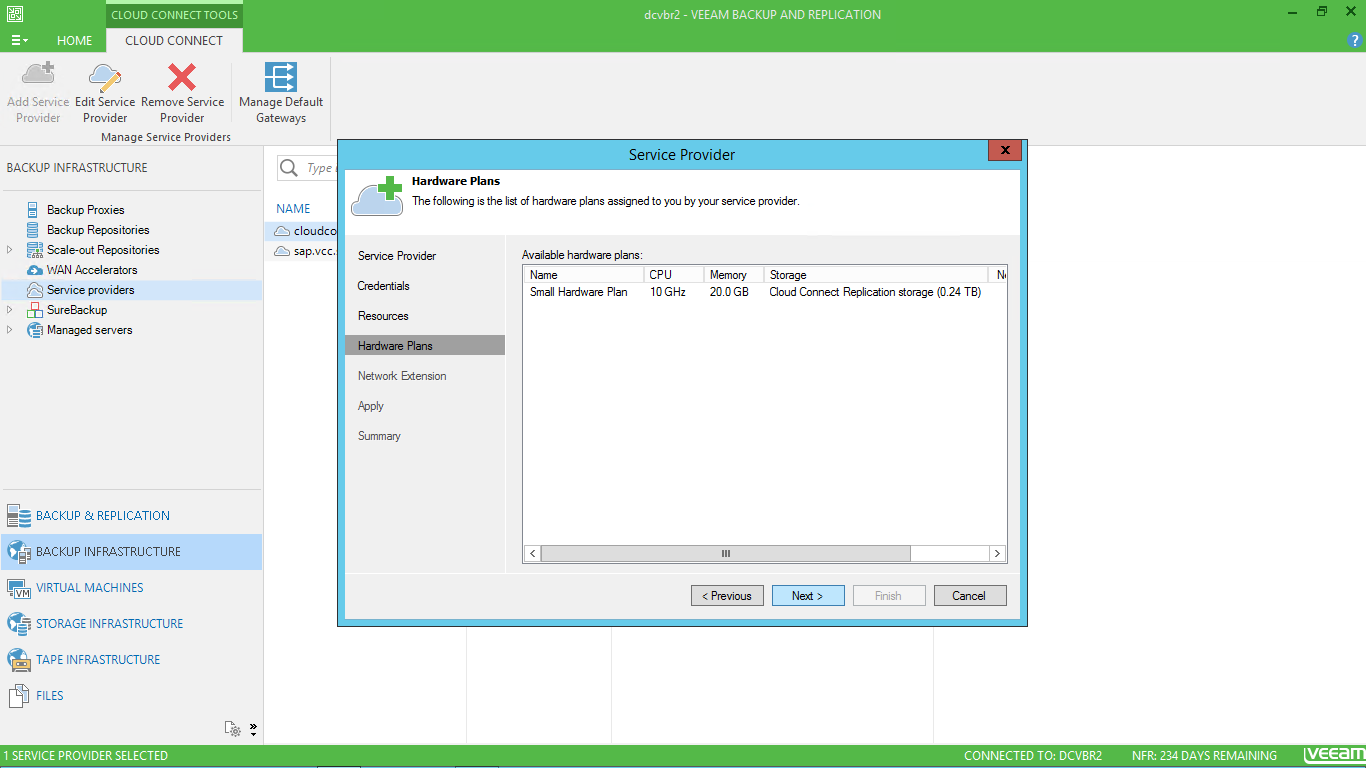 CLOUD CONNECT TOOLS
dcvbr2 - VEEAM BACKUP AND REPLICATION
HOME
CLOUD CONNECT
?
Add Service Provider
Edit Service Provider
Remove Service Provider
Manage Default Gateways
Manage Service Providers
BACKUP INFRASTRUCTURE
Backup Proxies
Backup Repositories
Scale-out Repositories
WAN Accelerators
Service providers
SureBackup
Managed servers
BACKUP & REPLICATION
BACKUP INFRASTRUCTURE
VM
VIRTUAL MACHINES
STORAGE INFRASTRUCTURE
TAPE INFRASTRUCTURE
FILES
Type
NAME
cloudco
sap.vcc.
Service Provider
x
Hardware Plans
The following is the list of hardware plans assigned to you by your service provider.
Service Provider
Credentials
Resources
Hardware Plans
Network Extension
Apply
Summary
Available hardware plans:
Name CPU Memory Storage Ne
Small Hardware Plan 10 GHz 20.0 GB Cloud Connect Replication storage (0.24 TB)
< Previous Next > Finish Cancel
1 SERVICE PROVIDER SELECTED
CONNECTED TO: DCVBR2
NFR: 234 DAYS REMAINING
veeam